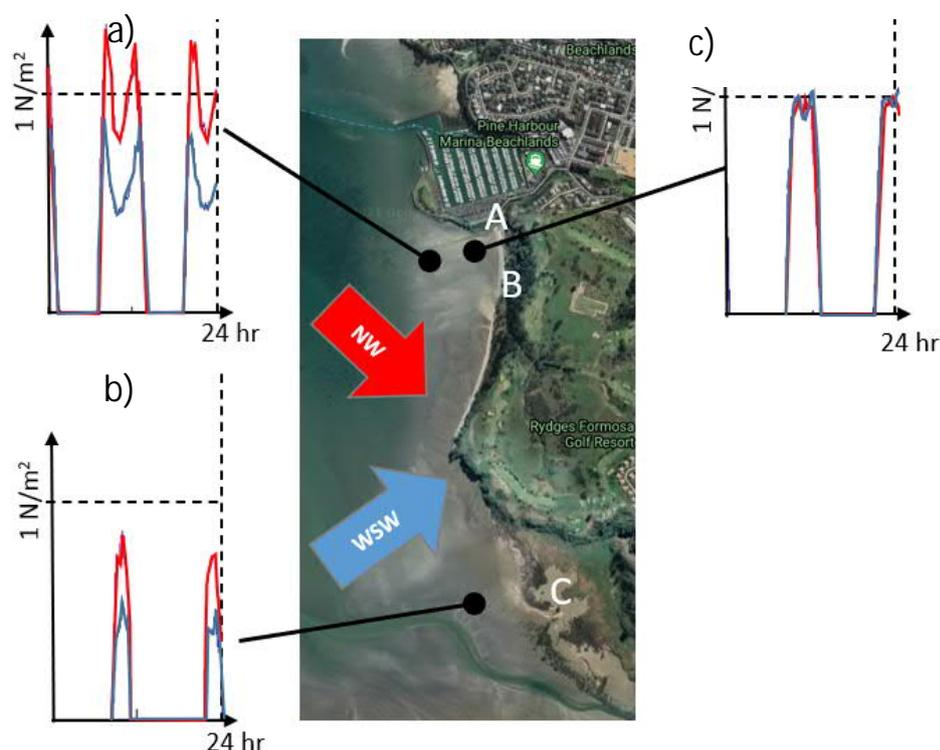 a)
1 N/m²
24 hr
b)
1 N/m²
24 hr
c)
1 N/
24 hr
Beachlands
Pine Harbour
Marina Beachlands
A
B
NW
Rydges Formosa
Golf Resort
WSW
C